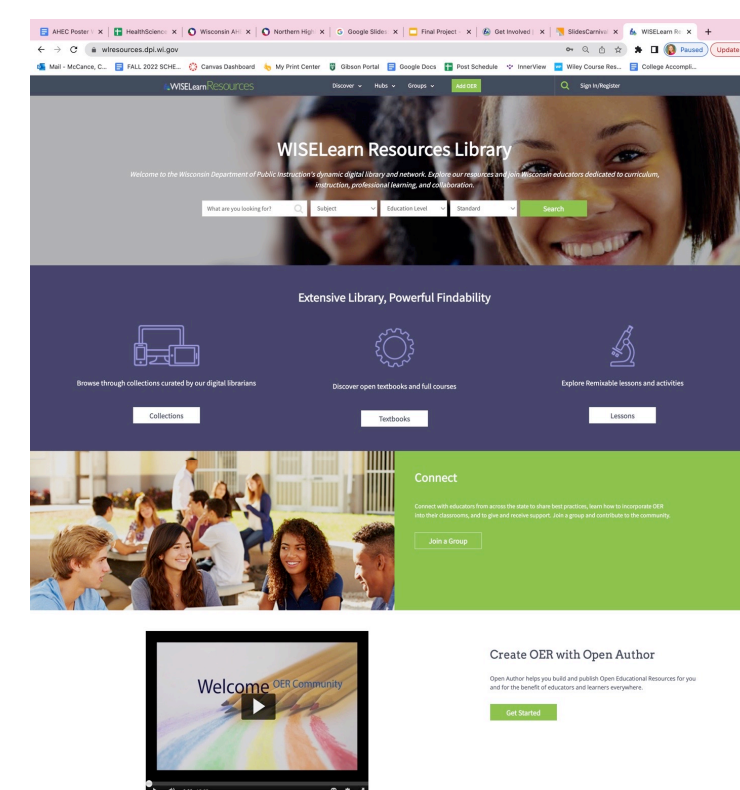 AHEC Poster
HealthScience
Wisconsin AHE
Northern High
Google Slides
Final Project
Get Involved
SlidesCarnival
WISELearn Re
wlresources.dpi.wi.gov
Paused
Update
Mail - McCance, C...
FALL 2022 SCHE...
Canvas Dashboard
My Print Center
Gibson Portal
Google Docs
Post Schedule
InnerView
Wiley Course Res...
College Accompli...
WISELearn Resources
Discover
Hubs
Groups
Add OER
Sign In/Register
WISELearn Resources Library
Welcome to the Wisconsin Department of Public Instruction's dynamic digital library and network. Explore our resources and join Wisconsin educators dedicated to curriculum,
instruction, professional learning, and collaboration.
What are you looking for?
Subject
Education Level
Standard
Search
Extensive Library, Powerful Findability
Browse through collections curated by our digital librarians
Discover open textbooks and full courses
Explore Remixable lessons and activities
Collections
Textbooks
Lessons
Connect
Connect with educators from across the state to share best practices, learn how to incorporate OER
into their classrooms, and to give and receive support. Join a group and contribute to the community.
Join a Group
Welcome OER Community
Create OER with Open Author
Open Author helps you build and publish Open Educational Resources for you
and for the benefit of educators and learners everywhere.
Get Started